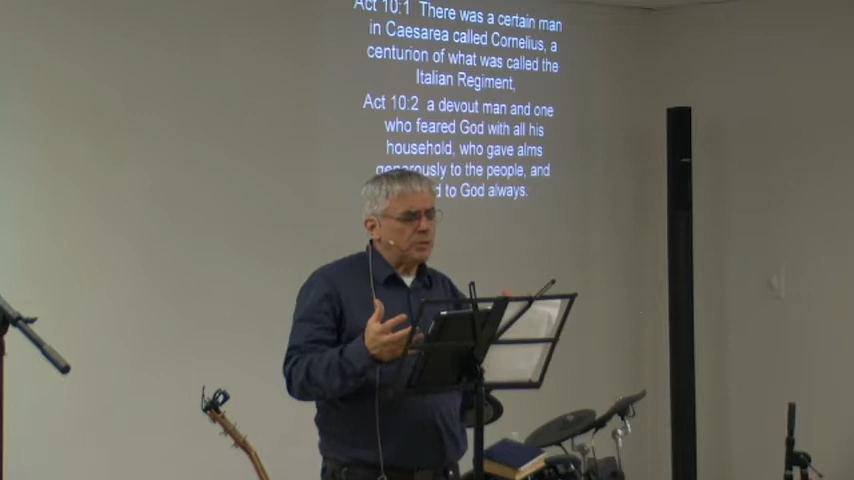 Act 10:1 There was a certain man
in Caesarea called Cornelius, a
centurion of what was called the
Italian Regiment,
Act 10:2 a devout man and one
who feared God with all his
household, who gave alms
generously to the people, and
d to God always.